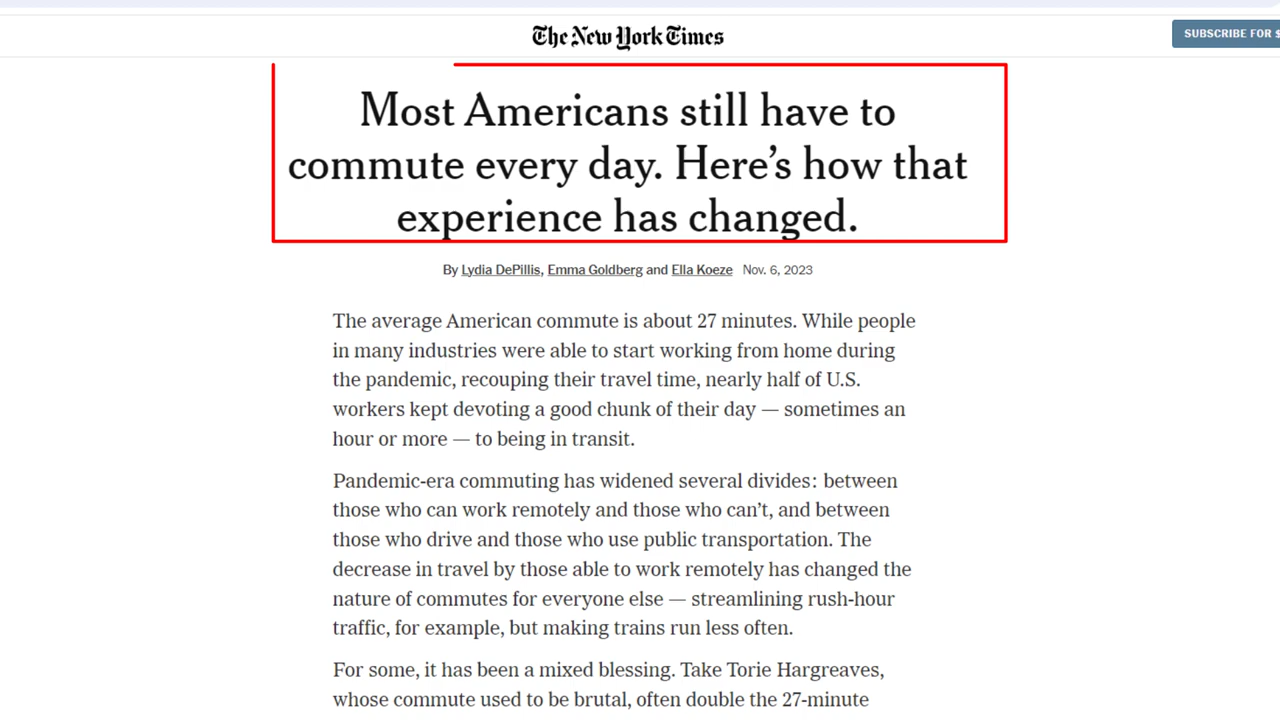 The New York Times
SUBSCRIBE FOR $
Most Americans still have to
commute every day. Here’s how that
experience has changed.
By Lydia DePillis, Emma Goldberg and Ella Koeze Nov. 6, 2023
The average American commute is about 27 minutes. While people
in many industries were able to start working from home during
the pandemic, recouping their travel time, nearly half of U.S.
workers kept devoting a good chunk of their day — sometimes an
hour or more — to being in transit.
Pandemic-era commuting has widened several divides: between
those who can work remotely and those who can’t, and between
those who drive and those who use public transportation. The
decrease in travel by those able to work remotely has changed the
nature of commutes for everyone else — streamlining rush-hour
traffic, for example, but making trains run less often.
For some, it has been a mixed blessing. Take Torie Hargreaves,
whose commute used to be brutal, often double the 27-minute